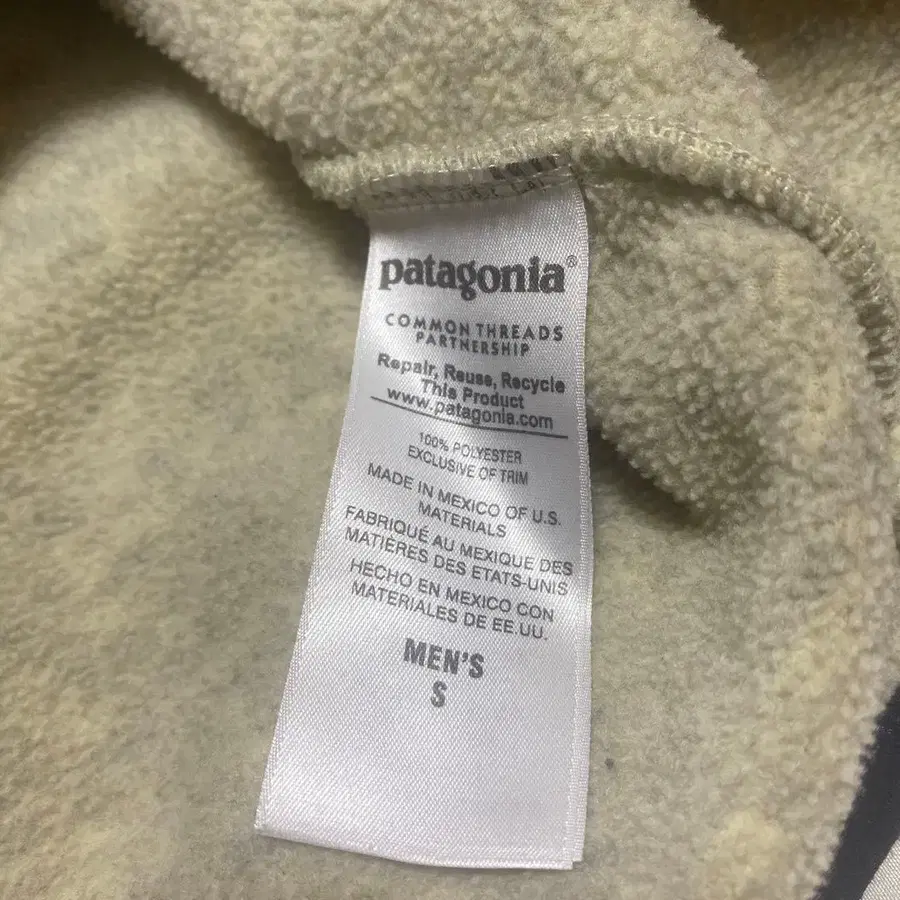 patagonia®
COMMON THREADS
PARTNERSHIP
Repair, Reuse, Recycle
This Product
www.patagonia.com
100% POLYESTER
EXCLUSIVE OF TRIM
MADE IN MEXICO OF U.S.
MATERIALS
FABRIQUÉ AU MEXIQUE DES
MATIERES DES ETATS-UNIS
HECHO EN MEXICO CON
MATERIALES DE EE.UU.
MEN'S
S